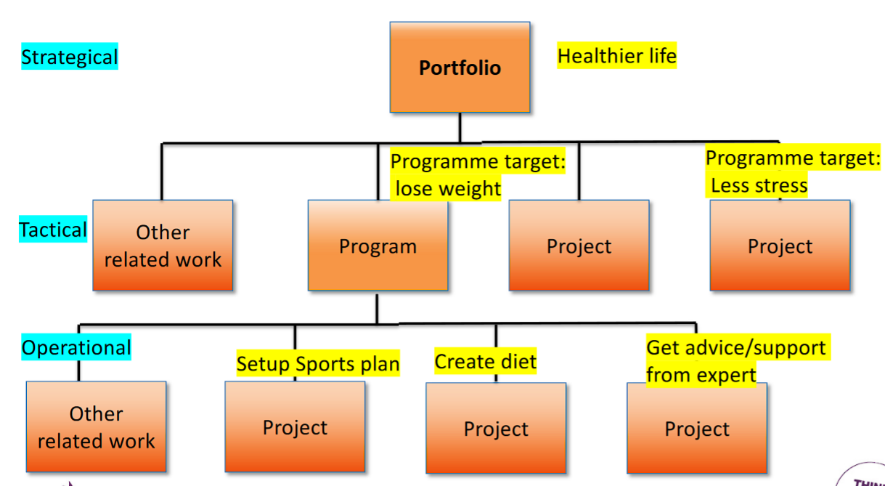 Strategical
Portfolio
Healthier life
Programme target:
lose weight
Programme target:
Less stress
Tactical
Other
related work
Program
Project
Project
Operational
Setup Sports plan
Create diet
Get advice/support
from expert
Other
related work
Project
Project
Project